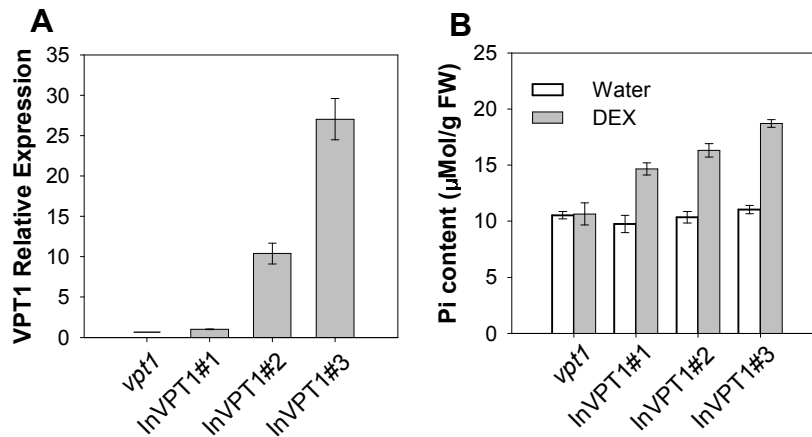 A
VPT1 Relative Expression
35
30
25
20
15
10
5
0
vpt1
InVPT1#1
InVPT1#2
InVPT1#3
B
Pi content (μMol/g FW)
25
20
15
10
5
0
Water
DEX
vpt1
InVPT1#1
InVPT1#2
InVPT1#3